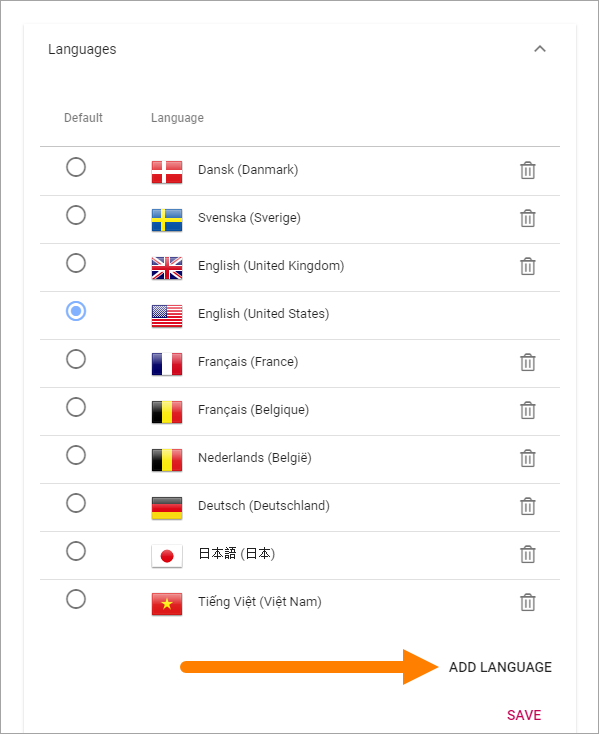 Languages
Default Language
Dansk (Danmark)
Svenska (Sverige)
English (United Kingdom)
English (United States)
Français (France)
Français (Belgique)
Nederlands (België)
Deutsch (Deutschland)
日本語 (日本)
Tiếng Việt (Việt Nam)
ADD LANGUAGE
SAVE